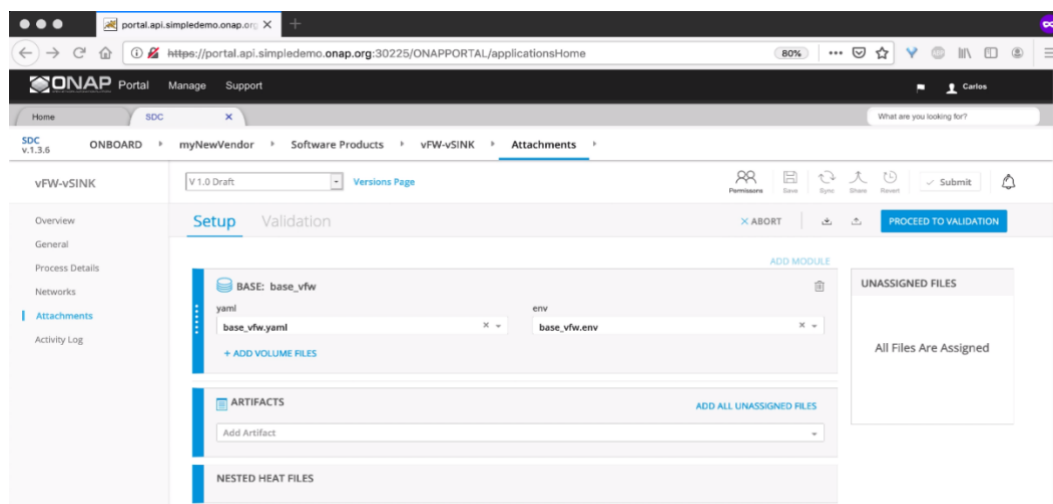 portal.api.simpledemo.onap.org
https://portal.api.simpledemo.onap.org:30225/ONAPPORTAL/applicationsHome 80%
ONAP Portal Manage Support Carlos
Home SDC What are you looking for?
SDC
v.1.3.6 ONBOARD myNewVendor Software Products vFW-vSINK Attachments
vFW-vSINK V 1.0 Draft Versions Page Permissions Save Sync Share Revert Submit
Overview
General
Process Details
Networks
Attachments
Activity Log
Setup Validation ABORT PROCEED TO VALIDATION
ADD MODULE
BASE: base_vfw
yaml env
base_vfw.yaml base_vfw.env
+ ADD VOLUME FILES
ARTIFACTS ADD ALL UNASSIGNED FILES
Add Artifact
NESTED HEAT FILES
UNASSIGNED FILES
All Files Are Assigned